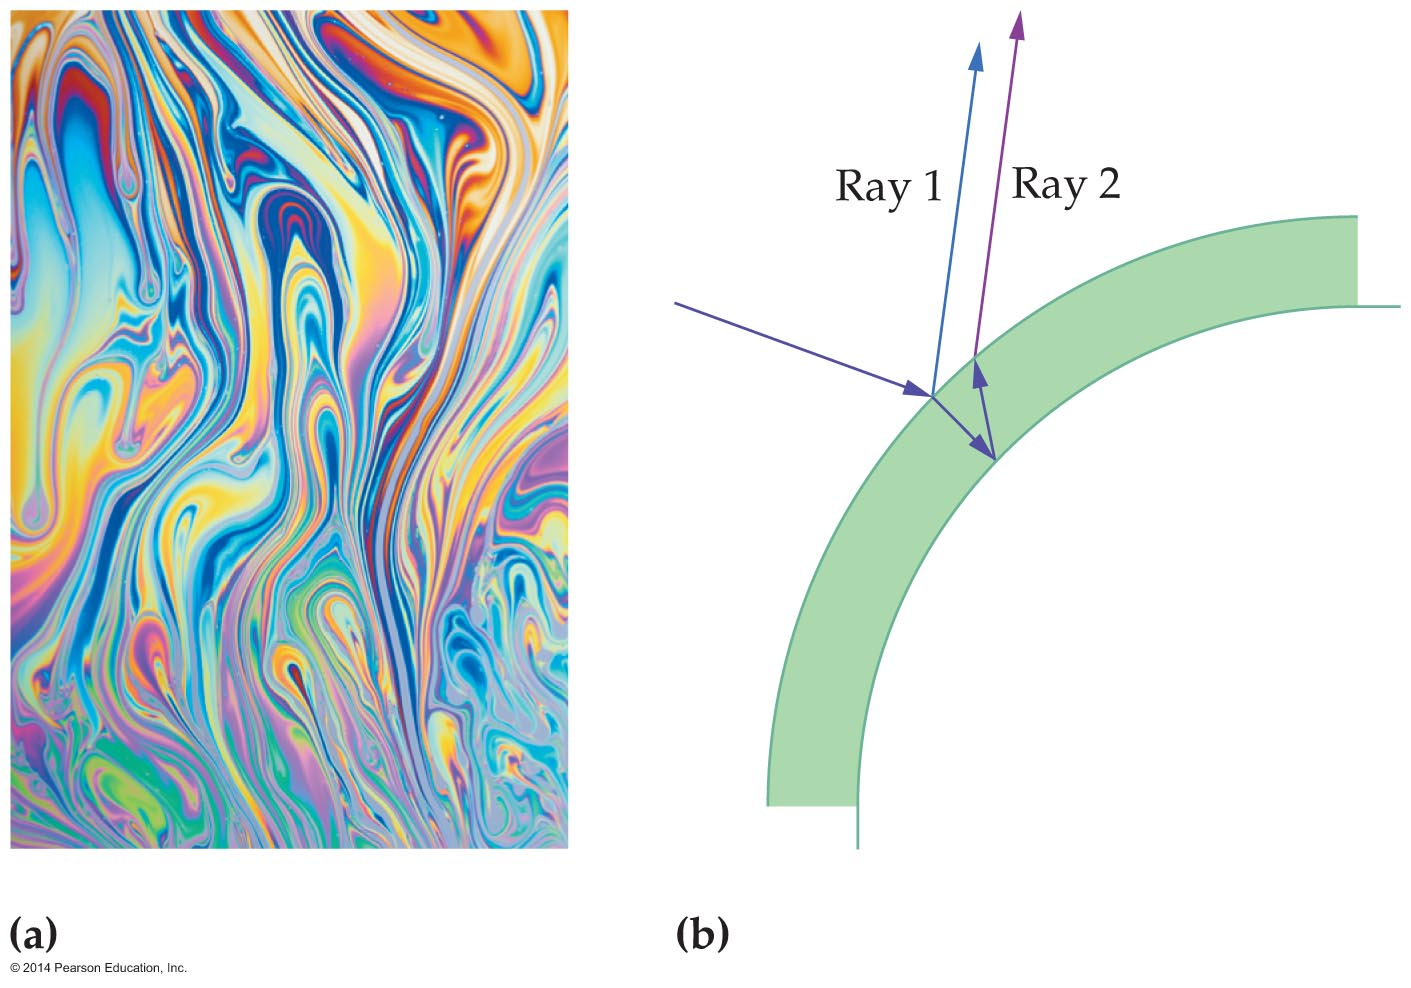 Ray 1
Ray 2
(a)
(b)
© 2014 Pearson Education, Inc.